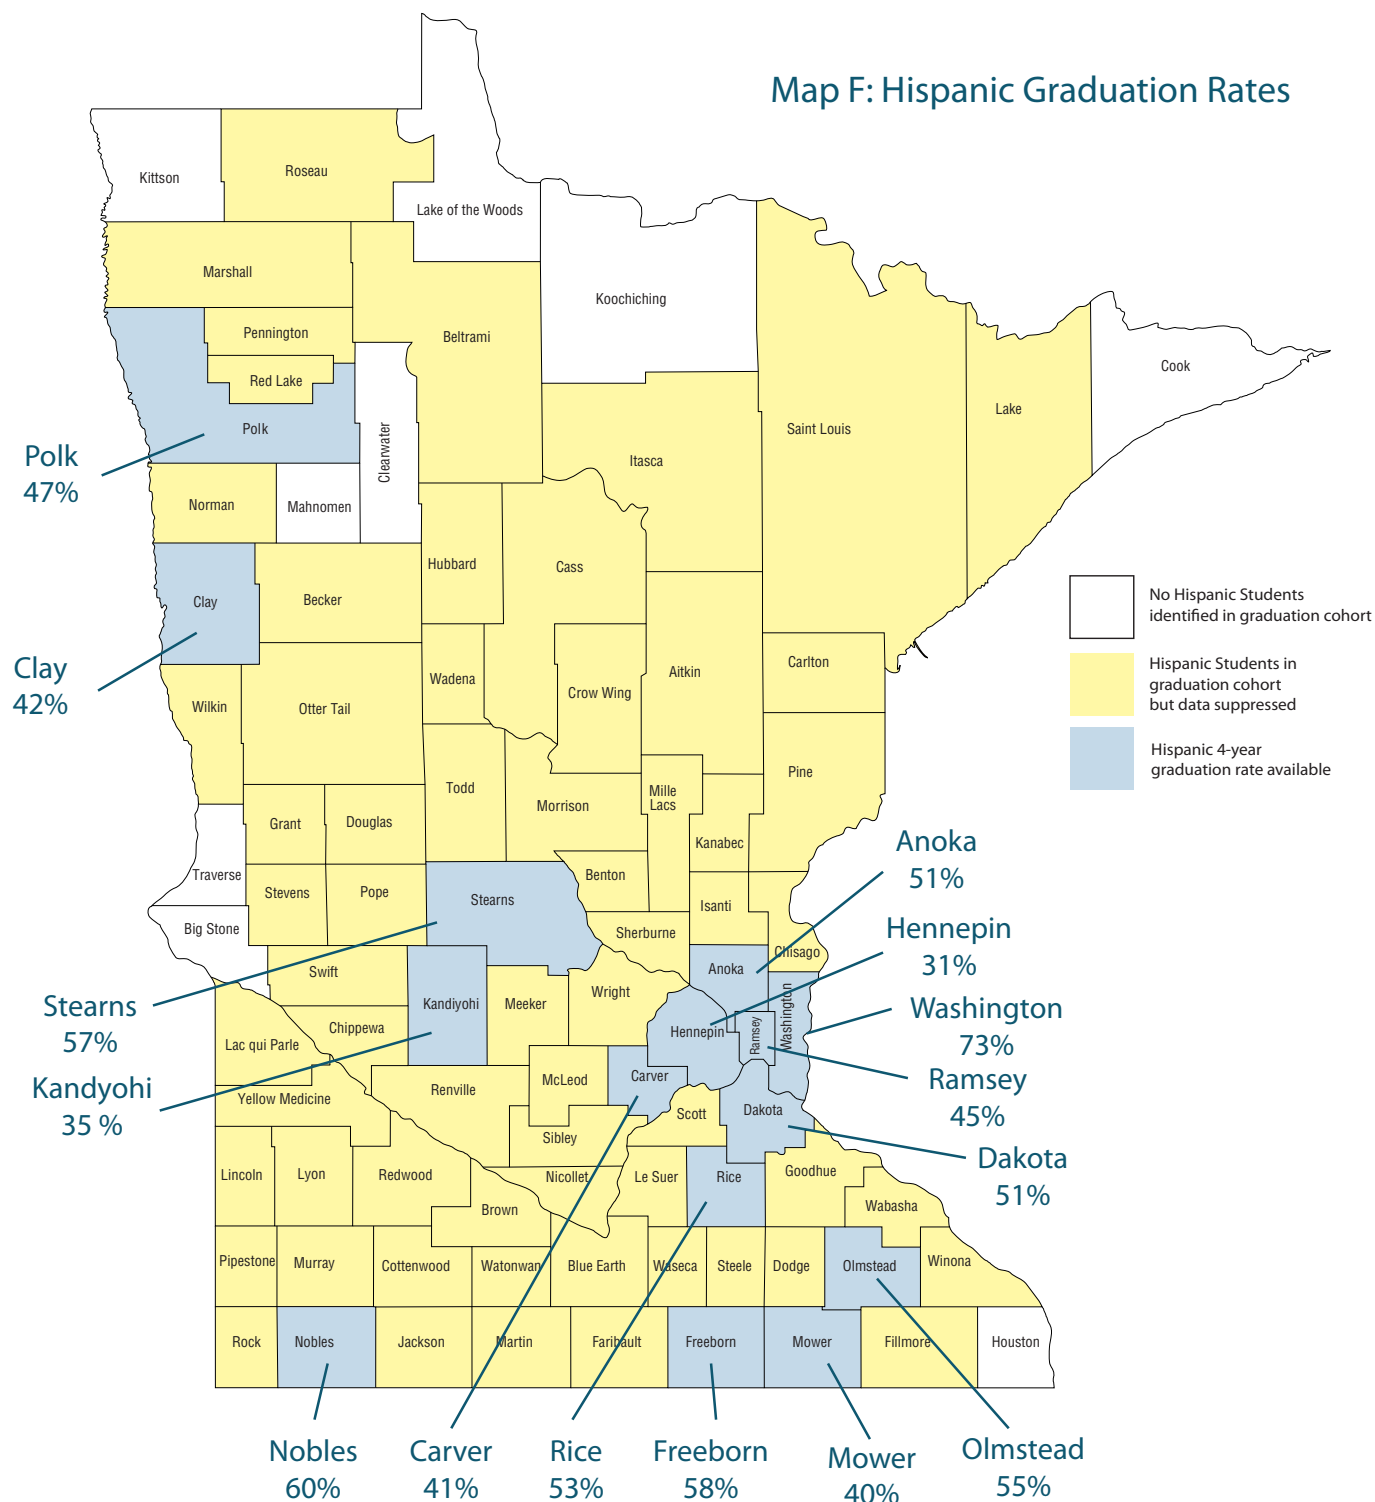 Map F: Hispanic Graduation Rates
Kittson
Roseau
Lake of the Woods
Marshall
Koochiching
Pennington
Beltrami
Cook
Red Lake
Lake
Polk
Saint Louis
Clearwater
Itasca
Polk
47%
Norman
Mahnomen
Hubbard
Cass
Clay
Becker
No Hispanic Students
identified in graduation cohort
Hispanic Students in
graduation cohort
but data suppressed
Hispanic 4-year
graduation rate available
Clay
42%
Wadena
Aitkin
Carlton
Crow Wing
Wilkin
Otter Tail
Todd
Morrison
Mille
Lacs
Pine
Grant
Douglas
Kanabec
Anoka
51%
Traverse
Stevens
Pope
Benton
Stearns
Isanti
Big Stone
Sherburne
Chisago
Hennepin
31%
Swift
Anoka
Kandiyohi
Meeker
Wright
Washington
Stearns
57%
Chippewa
Hennepin
Ramsey
Washington
73%
Lac qui Parle
Kandyohi
35 %
Yellow Medicine
Renville
McLeod
Carver
Ramsey
45%
Scott
Dakota
Sibley
Dakota
51%
Lincoln
Lyon
Redwood
Nicollet
Le Suer
Rice
Goodhue
Brown
Wabasha
Pipestone
Murray
Cottenwood
Watonwan
Blue Earth
Waseca
Steele
Dodge
Olmstead
Winona
Rock
Nobles
Jackson
Martin
Faribault
Freeborn
Mower
Fillmore
Houston
Nobles
60%
Carver
41%
Rice
53%
Freeborn
58%
Mower
40%
Olmstead
55%